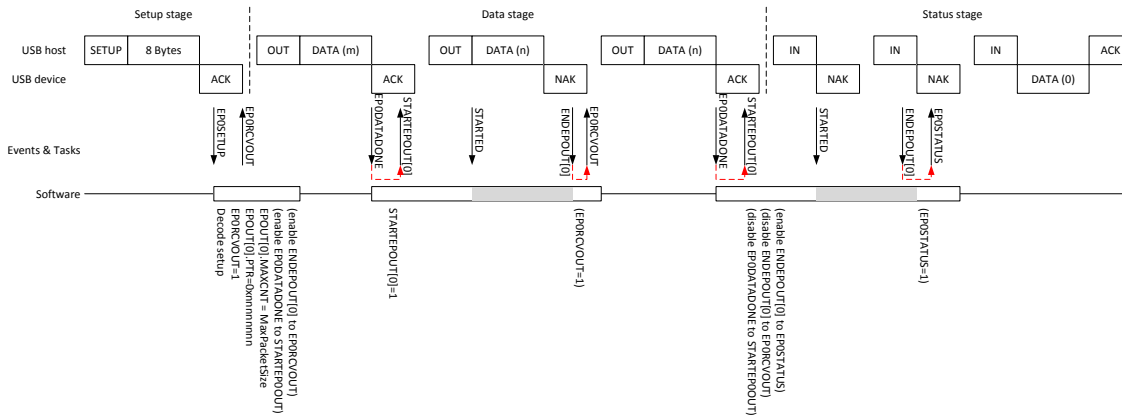 Setup stage
Data stage
Status stage
USB host
SETUP
8 Bytes
OUT
DATA (m)
OUT
DATA (n)
OUT
DATA (n)
IN
IN
IN
ACK
USB device
ACK
ACK
NAK
ACK
NAK
NAK
DATA (0)
Events & Tasks
EP0SETUP
EP0RCVOUT
EP0DATADONE
STARTEPOUT[0]
STARTED
ENDEPOUT[0]
EP0RCVOUT
EP0DATADONE
STARTEPOUT[0]
STARTED
ENDEPOUT[0]
EP0STATUS
Software
(enable ENDEPOUT[0] to EP0RCVOUT)
(enable EP0DATADONE to STARTEP0OUT)
EPOUT[0].MAXCNT = MaxPacketSize
EPOUT[0].PTR=0xnnnnnnnn
EP0RCVOUT=1
Decode setup
STARTEPOUT[0]=1
(EP0RCVOUT=1)
(enable ENDEPOUT[0] to EP0STATUS)
(disable ENDEPOUT[0] to EP0RCVOUT)
(disable EP0DATADONE to STARTEP0OUT)
(EP0STATUS=1)